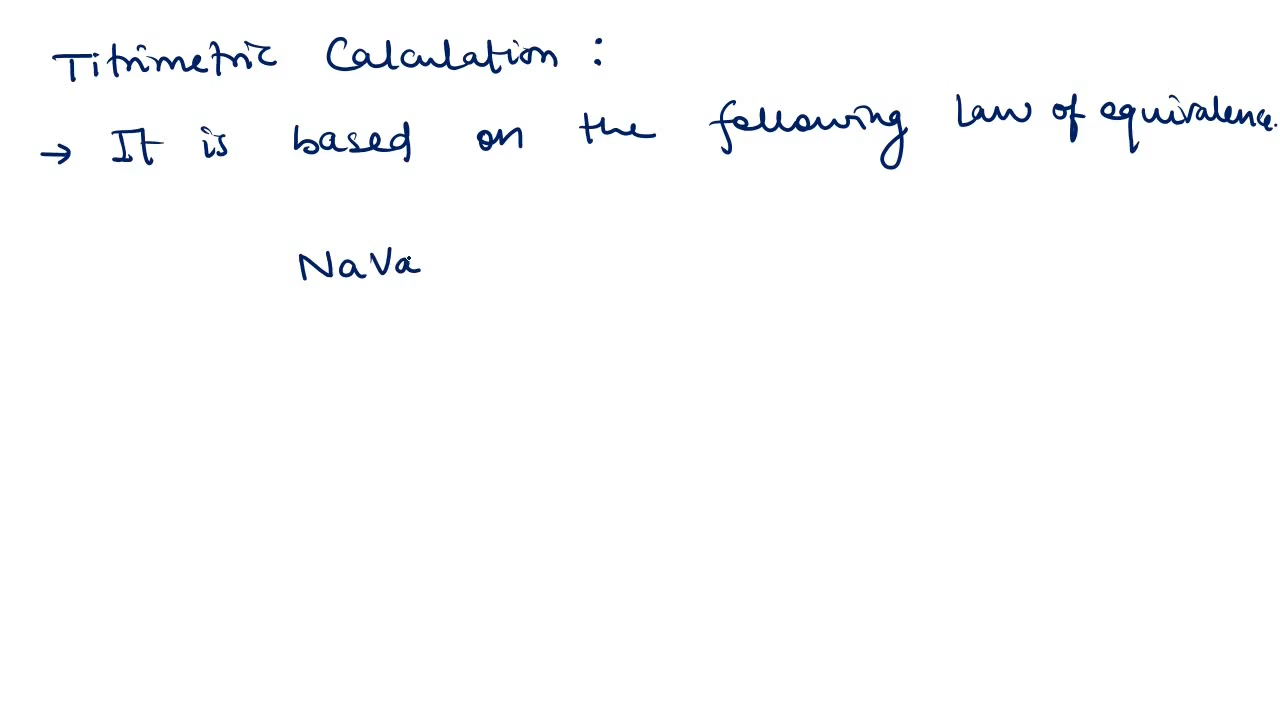 Titrimetric Calculation :
→ It is based on the following law of equivalence.
NaVa